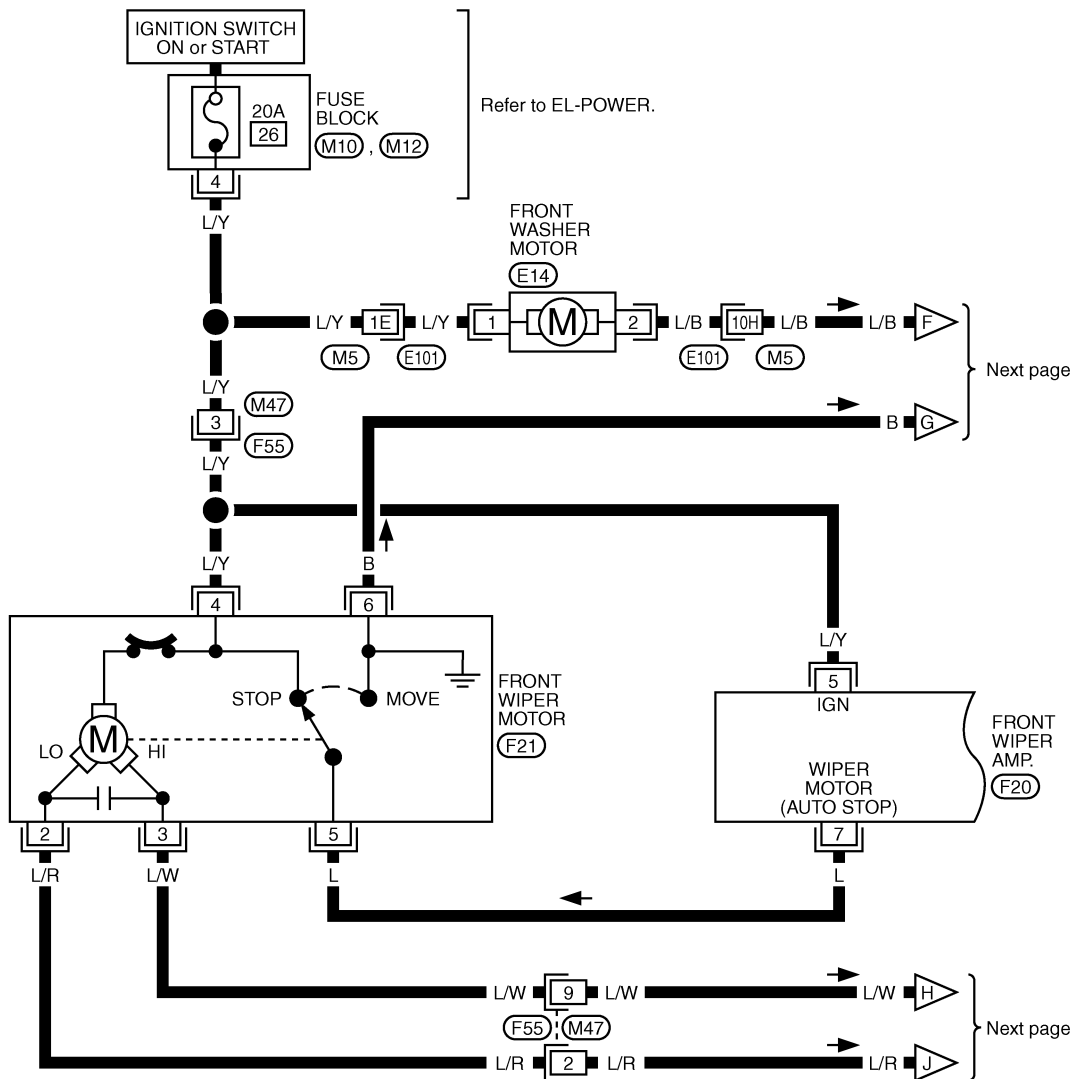 IGNITION SWITCH
ON or START
20A
26
FUSE
BLOCK
M10 , M12
Refer to EL-POWER.
4
L/Y
FRONT
WASHER
MOTOR
E14
L/Y 1E L/Y 1 M 2 L/B 10H L/B L/B F
M5 E101 E101 M5
Next page
L/Y
M47
3
F55
B G
L/Y
L/Y
B
4
6
L/Y
5
IGN
STOP
MOVE
FRONT
WIPER
MOTOR
F21
LO M HI
WIPER
MOTOR
(AUTO STOP)
FRONT
WIPER
AMP.
F20
2 3 5 7
L/R L/W L L
L/W 9 L/W L/W H
F55 M47
Next page
L/R 2 L/R L/R J